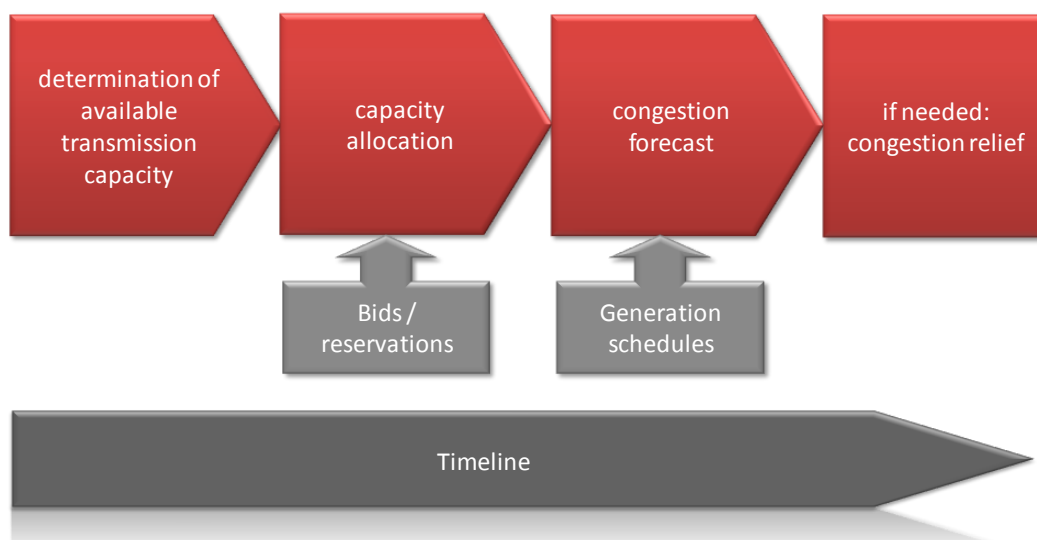 determination of
available
transmission
capacity
capacity
allocation
congestion
forecast
if needed:
congestion relief
Bids /
reservations
Generation
schedules
Timeline